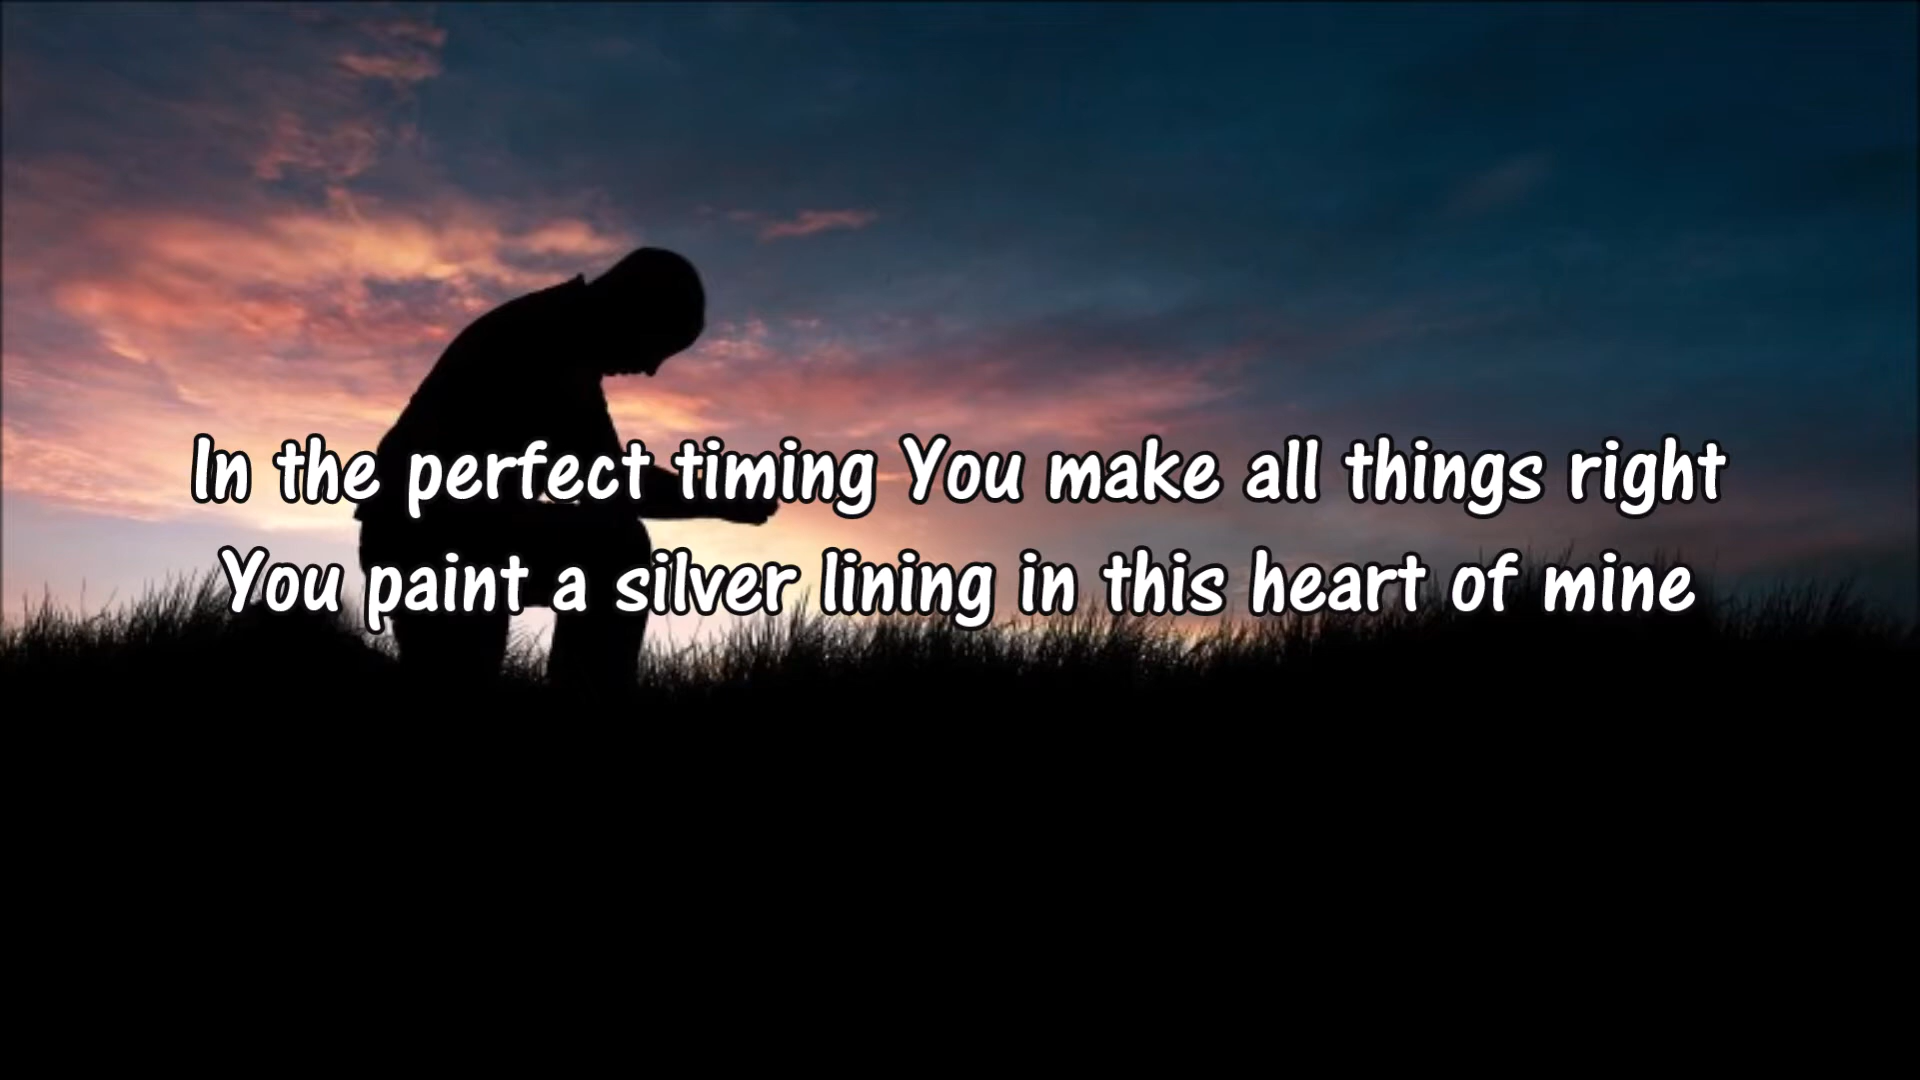 In the perfect timing You make all things right
You paint a silver lining in this heart of mine